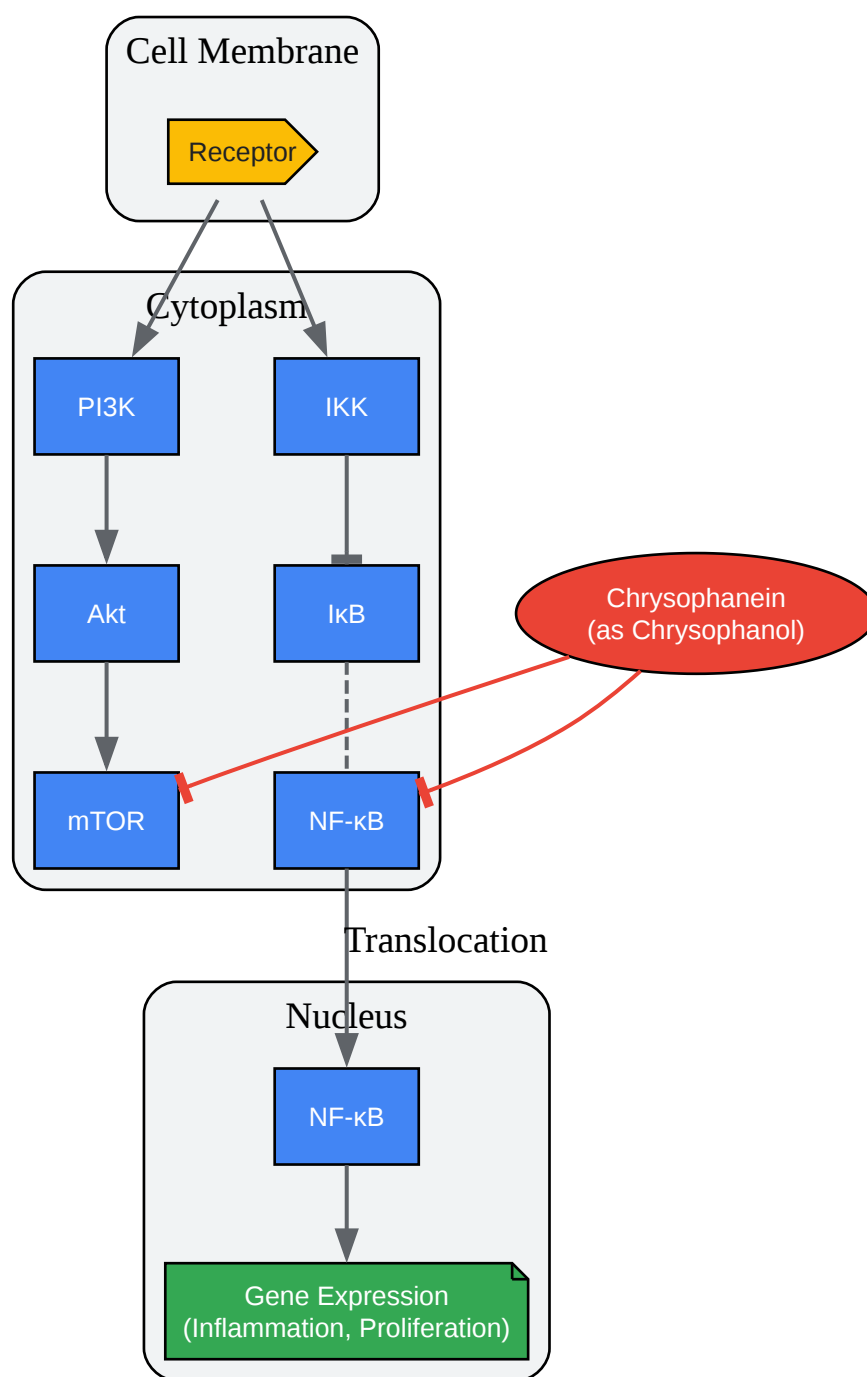 Cell Membrane
Receptor
Cytoplasm
PI3K
IKK
Akt
IκB
Chrysophanein
(as Chrysophanol)
mTOR
NF-κB
Translocation
Nucleus
NF-κB
Gene Expression
(Inflammation, Proliferation)